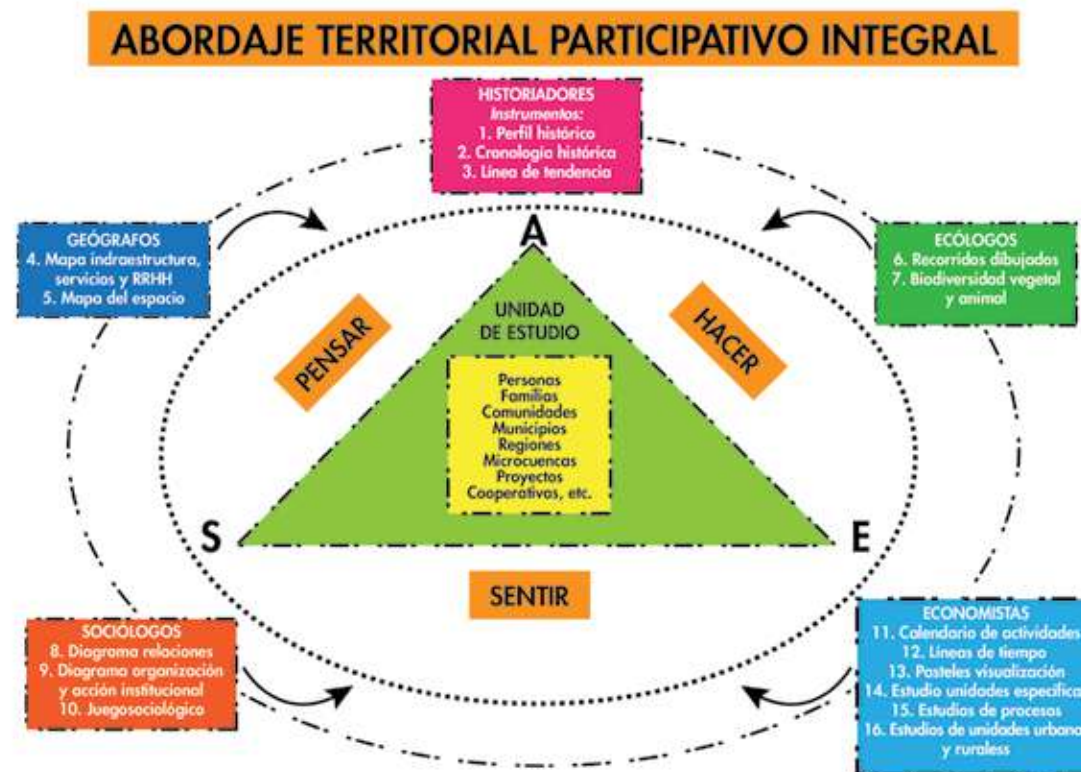 ABORDAJE TERRITORIAL PARTICIPATIVO INTEGRAL
HISTORIADORES
Instrumentos:
1. Perfil histórico
2. Cronología histórica
3. Línea de tendencia
GEÓGRAFOS
4. Mapa indraestructura,
servicios y RRHH
5. Mapa del espacio
ECÓLOGOS
6. Recorridos dibujados
7. Biodiversidad vegetal
y animal
A
PENSAR
HACER
UNIDAD
DE ESTUDIO
Personas
Familias
Comunidades
Municipios
Regiones
Microcuencas
Proyectos
Cooperativas, etc.
S
E
SENTIR
SOCIÓLOGOS
8. Diagrama relaciones
9. Diagrama organización
y acción institucional
10. Juegosociológico
ECONOMISTAS
11. Calendario de actividades
12. Líneas de tiempo
13. Pasteles visualización
14. Estudio unidades específica
15. Estudios de procesos
16. Estudios de unidades urbana
y ruraless